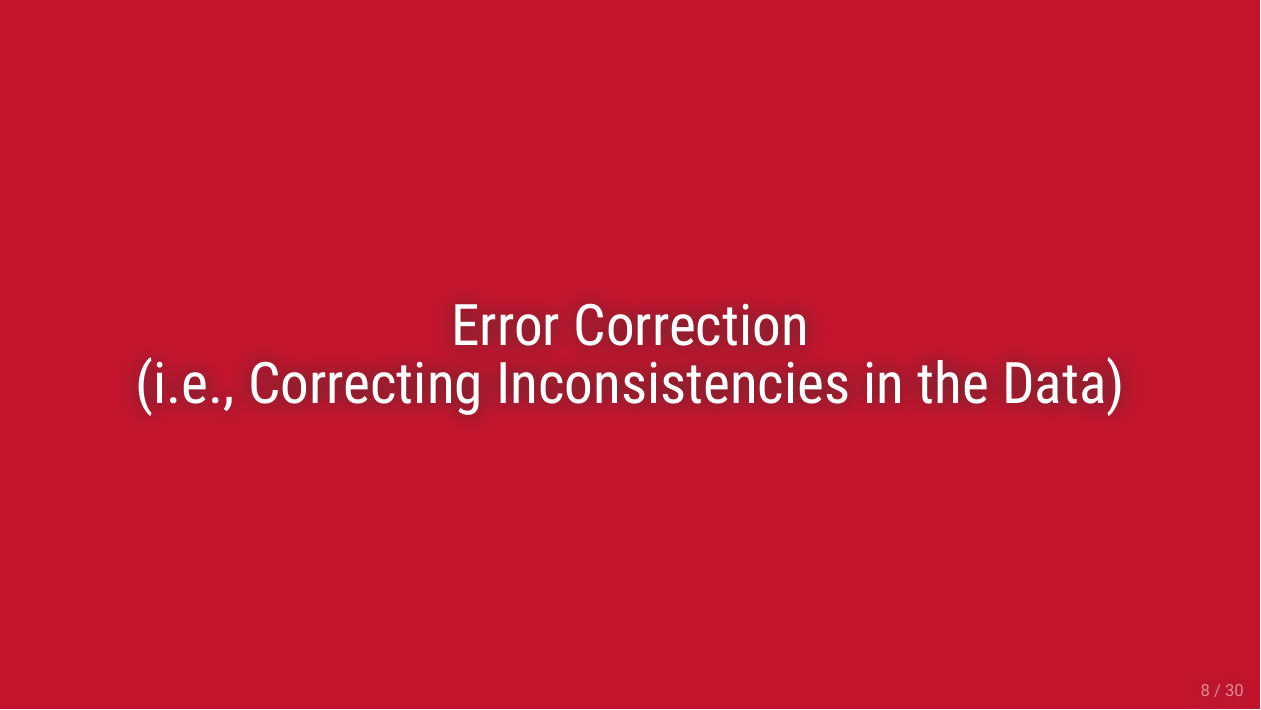 Error Correction
(i.e., Correcting Inconsistencies in the Data)
8 / 30